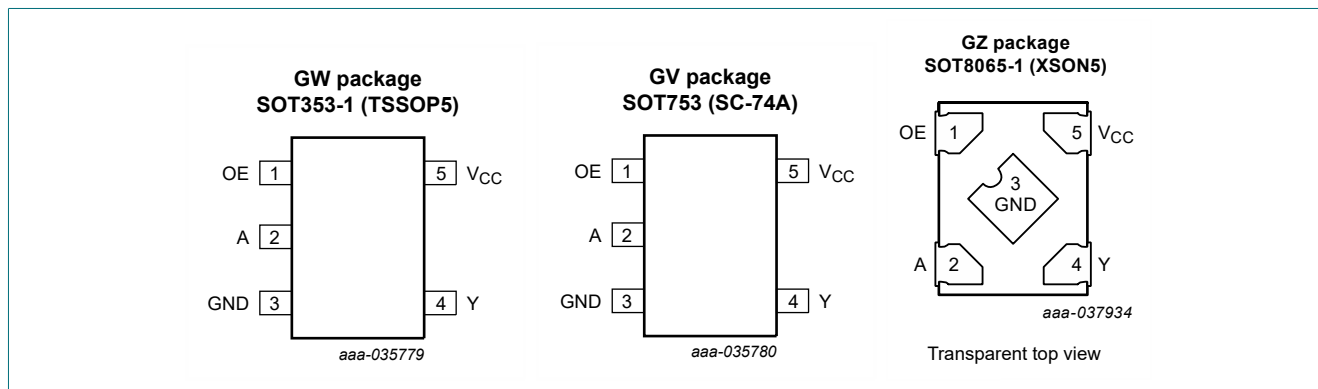 GW package
SOT353-1 (TSSOP5)
OE 1
5 VCC
A 2
GND 3
4 Y
aaa-035779
GV package
SOT753 (SC-74A)
OE 1
5 VCC
A 2
GND 3
4 Y
aaa-035780
GZ package
SOT8065-1 (XSON5)
OE 1
5 VCC
3
GND
A 2
4 Y
aaa-037934
Transparent top view